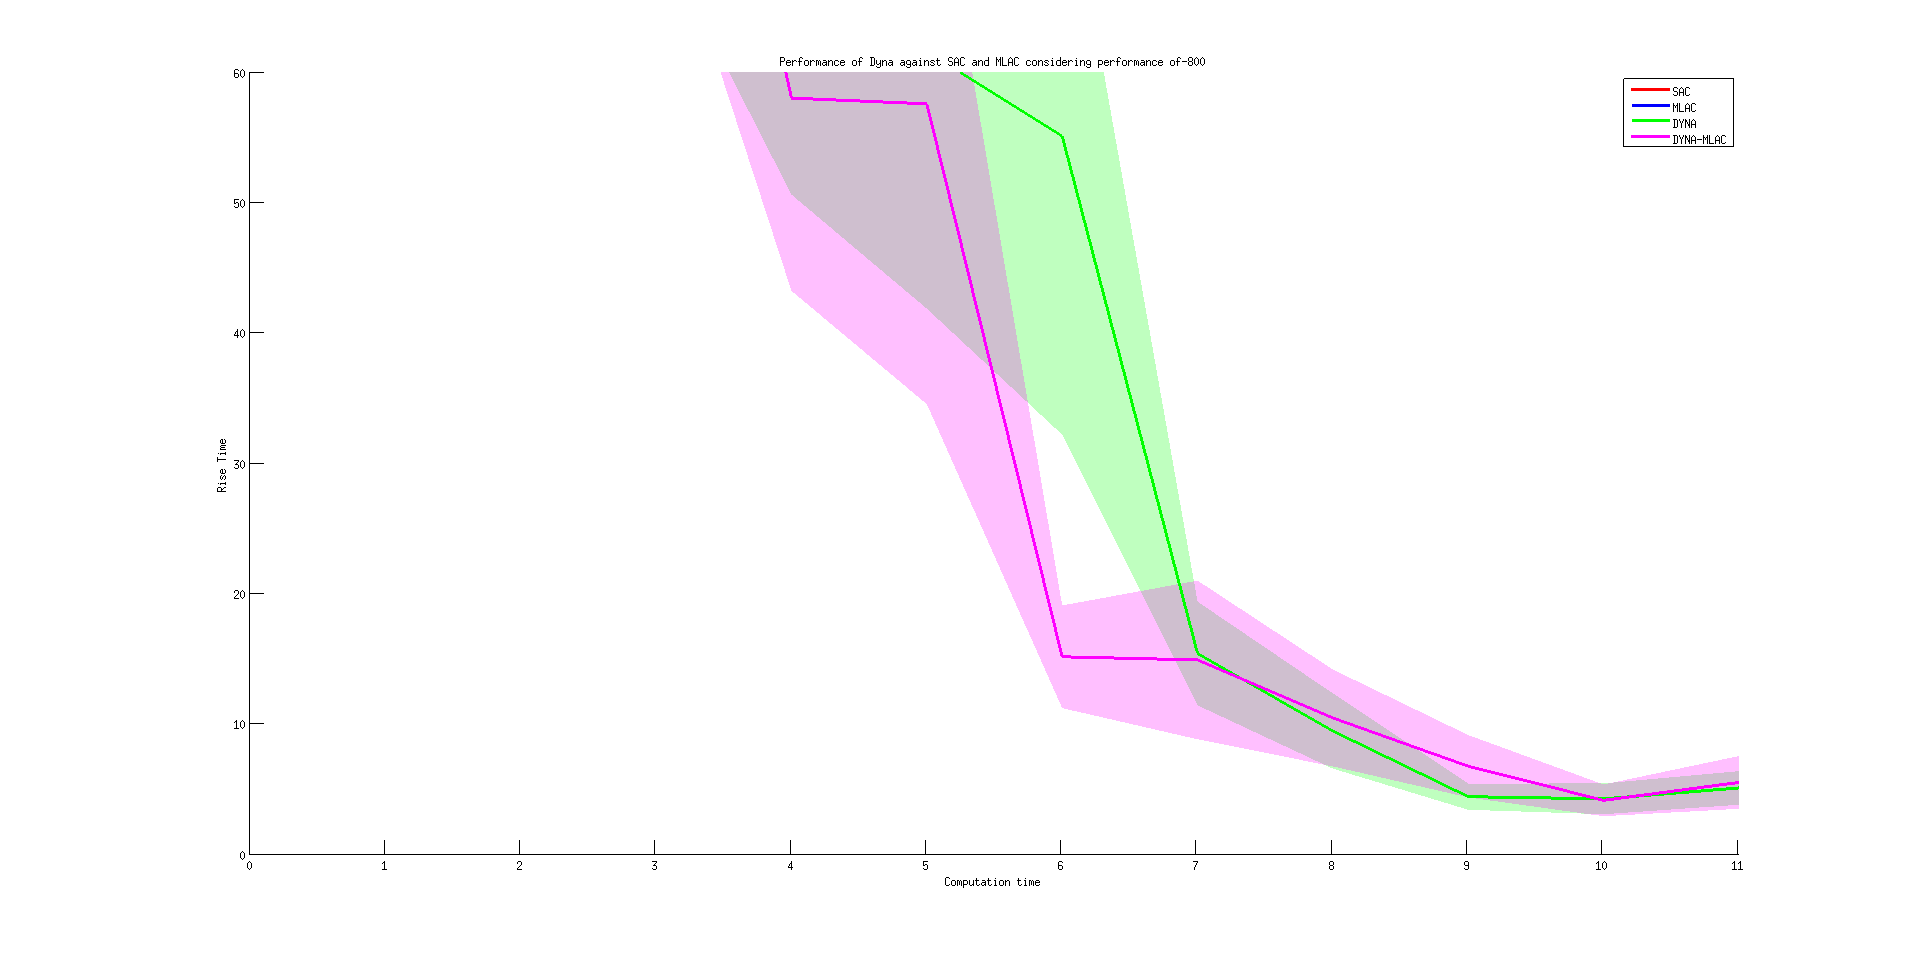 Performance of Dyna against SAC and MLAC considering performance of-800
SAC
MLAC
DYNA
DYNA-MLAC
60
50
40
30
20
10
0
Rise Time
0 1 2 3 4 5 6 7 8 9 10 11
Computation time